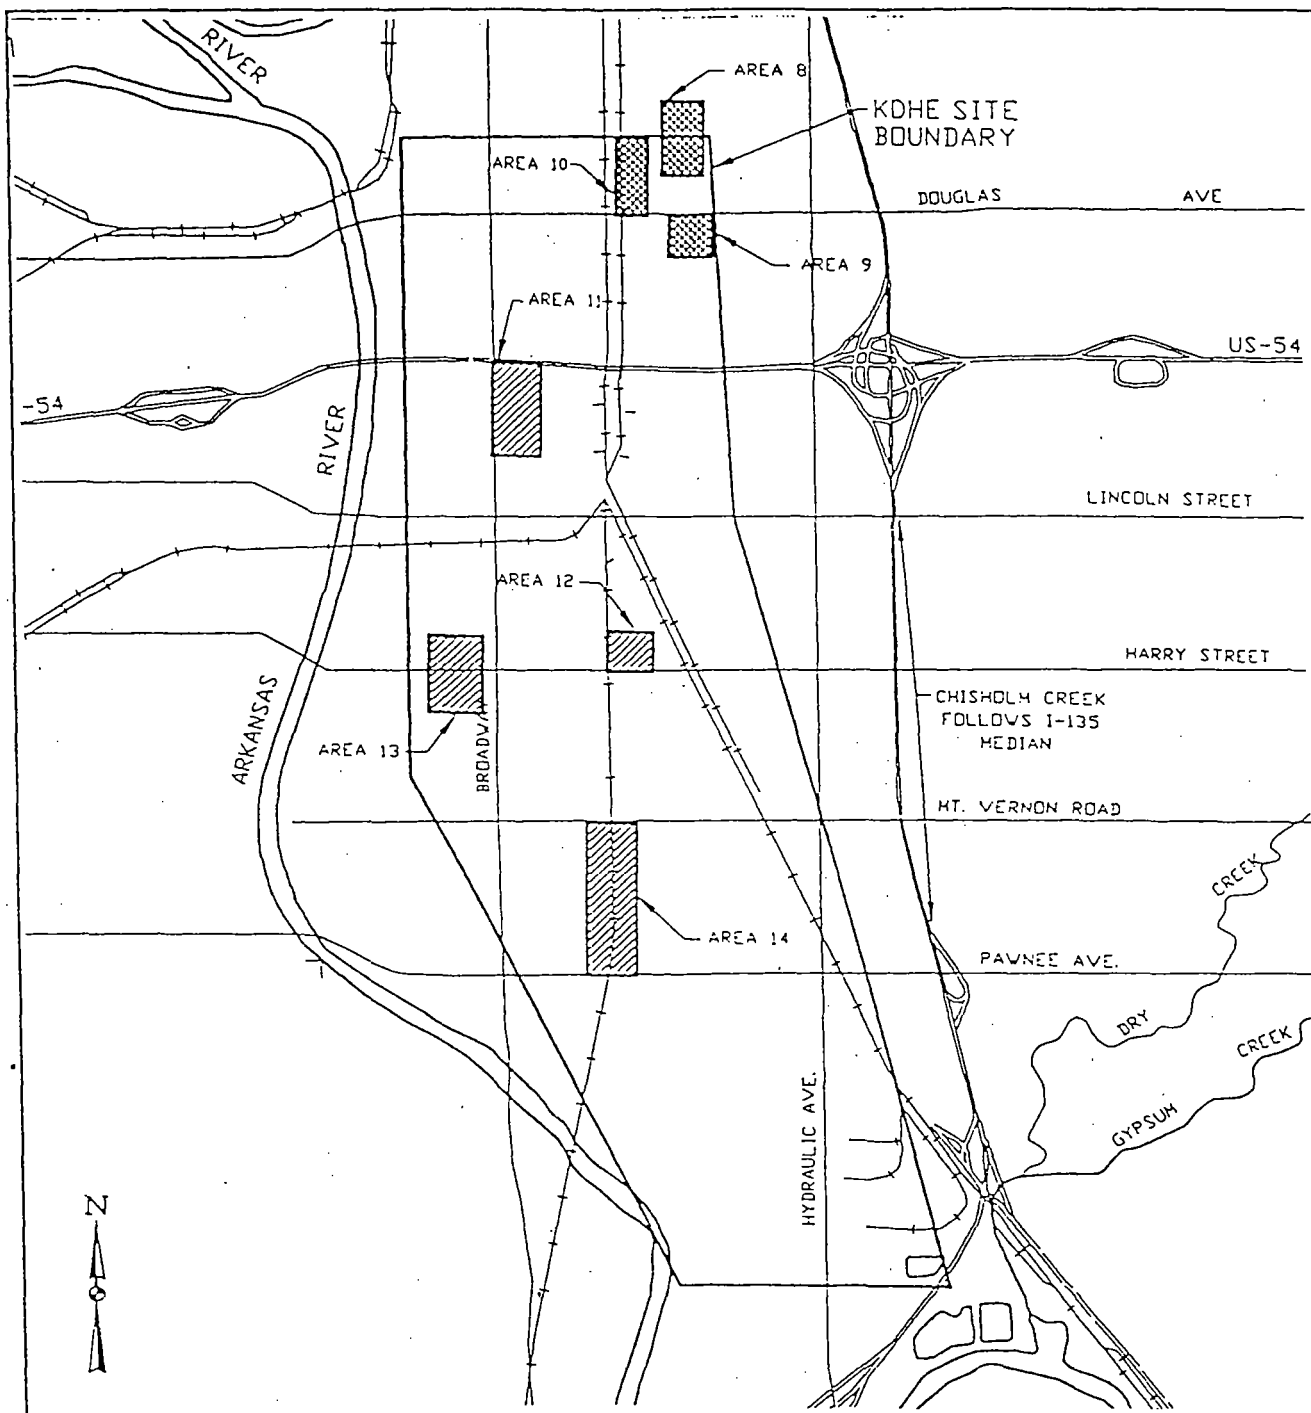 RIVER
AREA 8
KDHE SITE
BOUNDARY
AREA 10
DOUGLAS AVE
AREA 9
AREA 11
US-54
-54
RIVER
LINCOLN STREET
AREA 12
HARRY STREET
ARKANSAS
CHISHOLM CREEK
FOLLOWS I-135
MEDIAN
AREA 13
BROADWA
MT. VERNON ROAD
CREEK
AREA 14
PAWNEE AVE.
DRY
CREEK
GYPSUM
HYDRAULIC AVE.
N